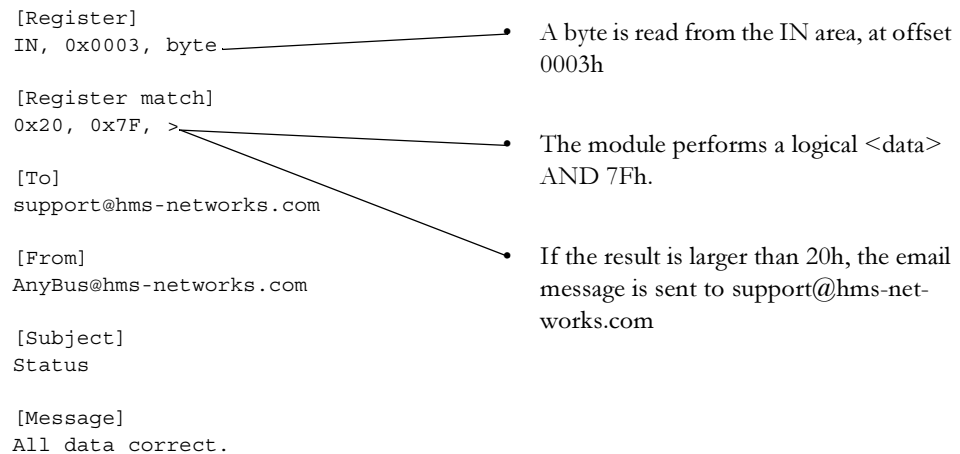 [Register]
IN, 0x0003, byte
[Register match]
0x20, 0x7F, >
[To]
support@hms-networks.com
[From]
AnyBus@hms-networks.com
[Subject]
Status
[Message]
All data correct.
• A byte is read from the IN area, at offset
0003h
• The module performs a logical <data>
AND 7Fh.
• If the result is larger than 20h, the email
message is sent to support@hms-net-
works.com